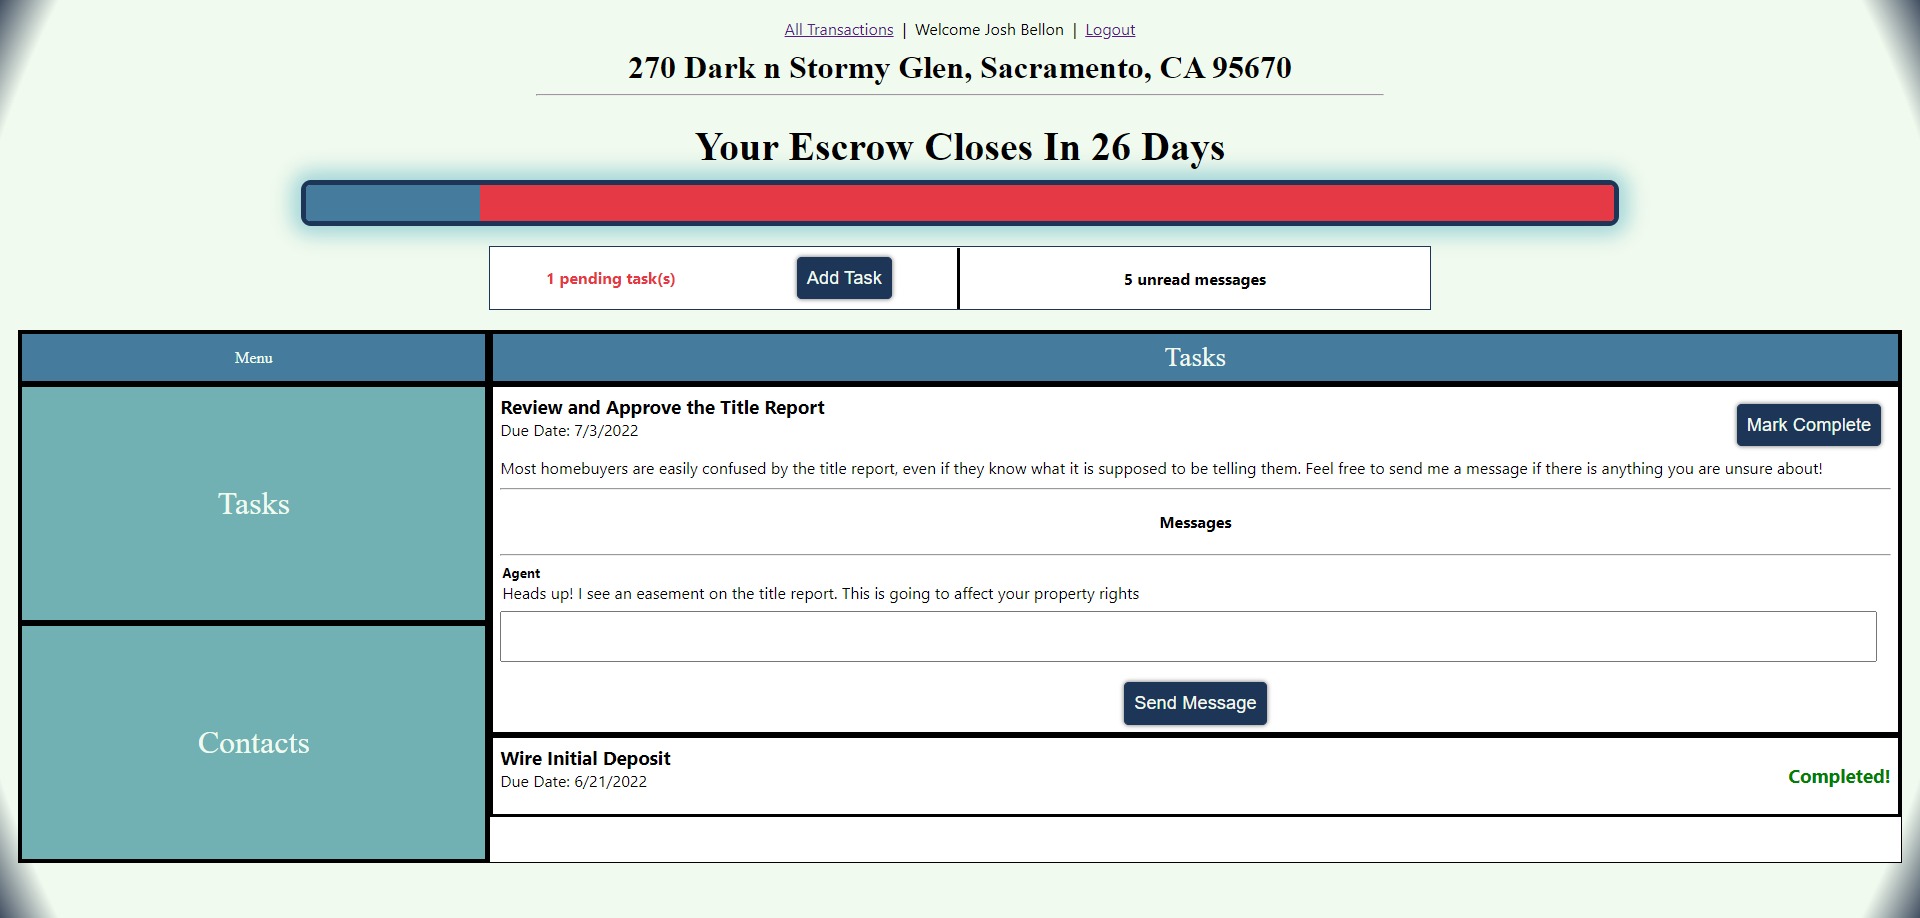 All Transactions | Welcome Josh Bellon | Logout
270 Dark n Stormy Glen, Sacramento, CA 95670
Your Escrow Closes In 26 Days
1 pending task(s) Add Task 5 unread messages
Menu
Tasks
Contacts
Tasks
Review and Approve the Title Report
Due Date: 7/3/2022
Mark Complete
Most homebuyers are easily confused by the title report, even if they know what it is supposed to be telling them. Feel free to send me a message if there is anything you are unsure about!
Messages
Agent
Heads up! I see an easement on the title report. This is going to affect your property rights
Send Message
Wire Initial Deposit
Due Date: 6/21/2022
Completed!